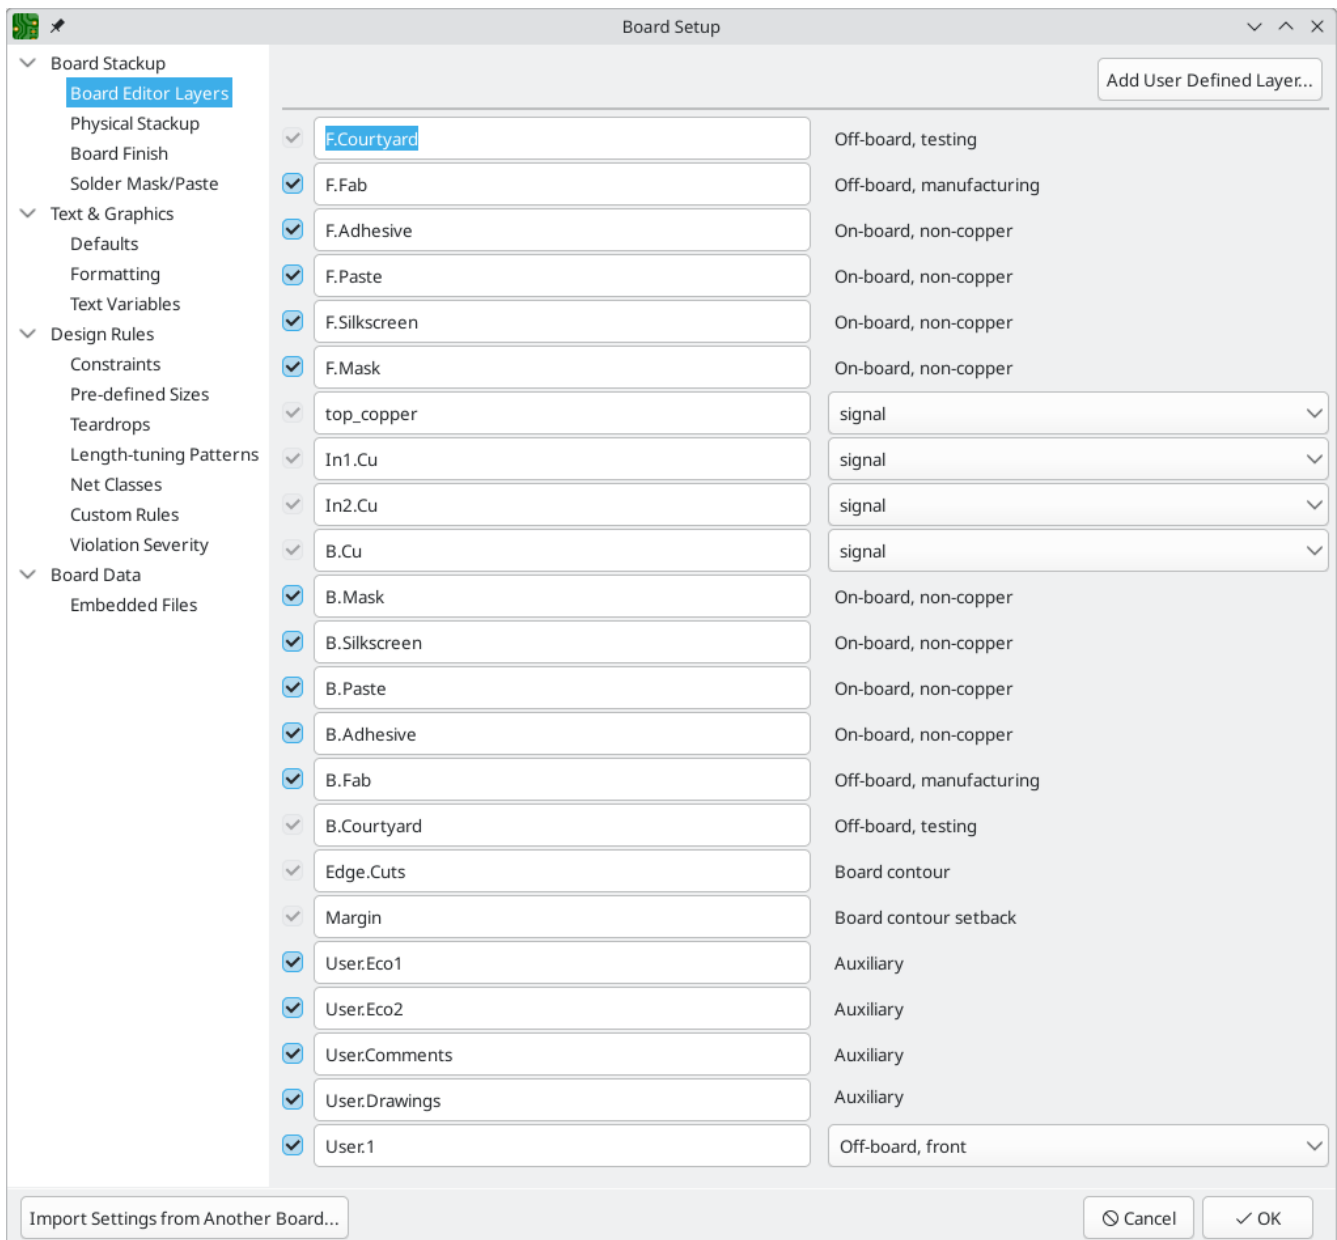 Board Setup
Board Stackup
Board Editor Layers
Physical Stackup
Board Finish
Solder Mask/Paste
Text & Graphics
Defaults
Formatting
Text Variables
Design Rules
Constraints
Pre-defined Sizes
Teardrops
Length-tuning Patterns
Net Classes
Custom Rules
Violation Severity
Board Data
Embedded Files
Add User Defined Layer...
F.Courtyard Off-board, testing
F.Fab Off-board, manufacturing
F.Adhesive On-board, non-copper
F.Paste On-board, non-copper
F.Silkscreen On-board, non-copper
F.Mask On-board, non-copper
top_copper signal
In1.Cu signal
In2.Cu signal
B.Cu signal
B.Mask On-board, non-copper
B.Silkscreen On-board, non-copper
B.Paste On-board, non-copper
B.Adhesive On-board, non-copper
B.Fab Off-board, manufacturing
B.Courtyard Off-board, testing
Edge.Cuts Board contour
Margin Board contour setback
User.Eco1 Auxiliary
User.Eco2 Auxiliary
User.Comments Auxiliary
User.Drawings Auxiliary
User.1 Off-board, front
Import Settings from Another Board... Cancel OK